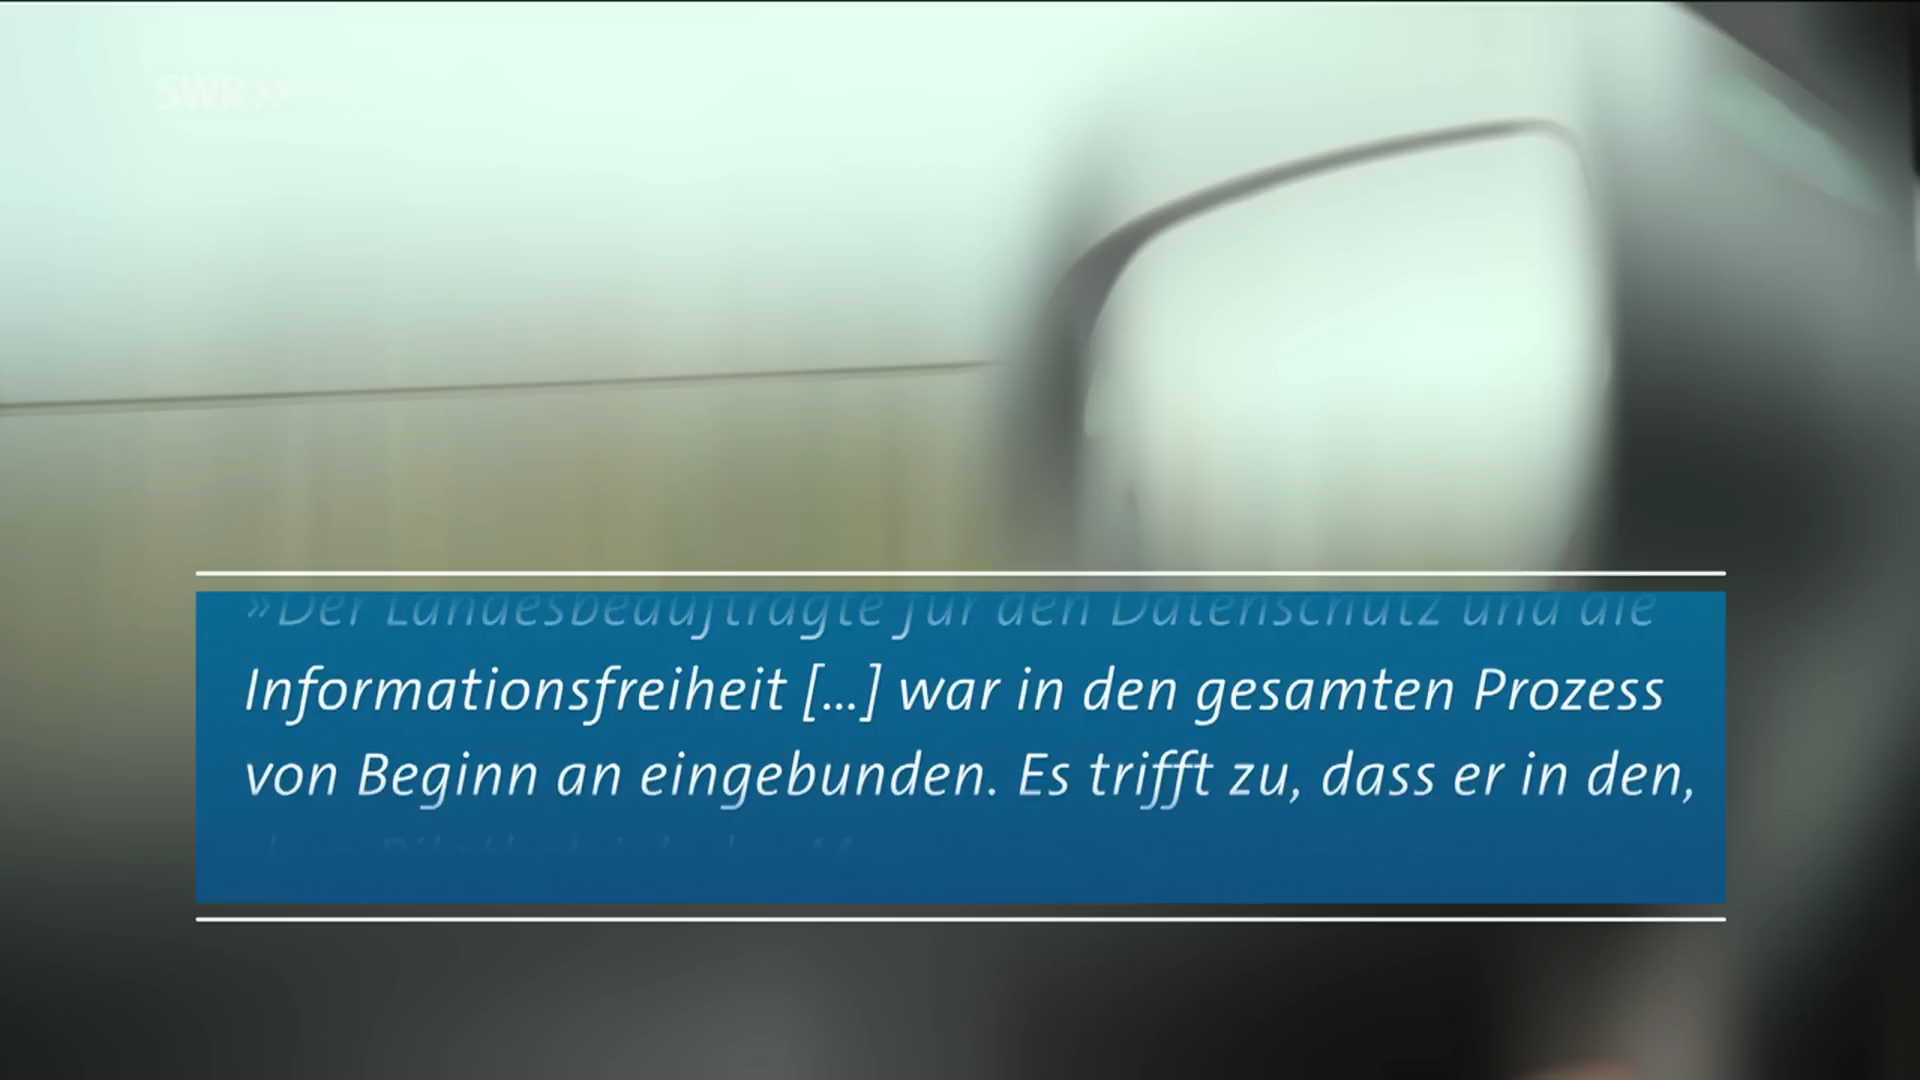 SWR»
»Der Landesbeauftragte für den Datenschutz und die
Informationsfreiheit [...] war in den gesamten Prozess
von Beginn an eingebunden. Es trifft zu, dass er in den,